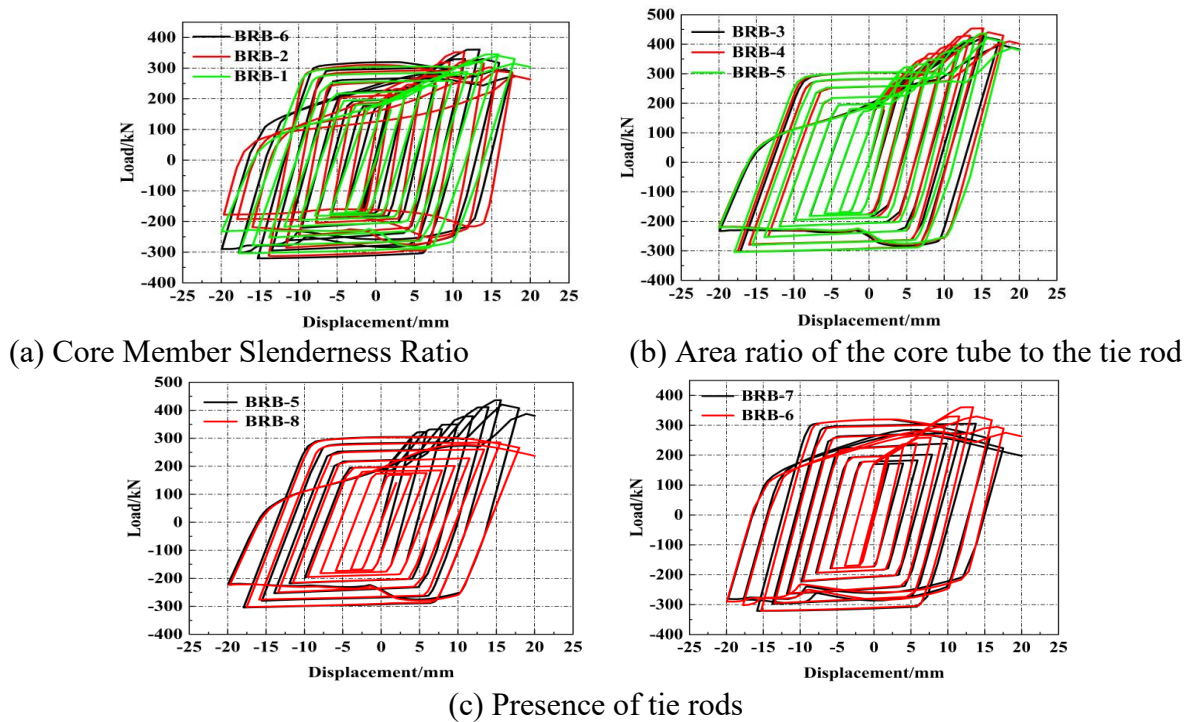 BRB-6
BRB-2
BRB-1
Load/kN
400
300
200
100
0
-100
-200
-300
-400
-25 -20 -15 -10 -5 0 5 10 15 20 25
Displacement/mm
BRB-3
BRB-4
BRB-5
Load/kN
500
400
300
200
100
0
-100
-200
-300
-400
-25 -20 -15 -10 -5 0 5 10 15 20 25
Displacement/mm
(a) Core Member Slenderness Ratio
(b) Area ratio of the core tube to the tie rod
BRB-5
BRB-8
Load/kN
500
400
300
200
100
0
-100
-200
-300
-400
-25 -20 -15 -10 -5 0 5 10 15 20 25
Displacement/mm
BRB-7
BRB-6
Load/kN
400
300
200
100
0
-100
-200
-300
-400
-25 -20 -15 -10 -5 0 5 10 15 20 25
Displacement/mm
(c) Presence of tie rods